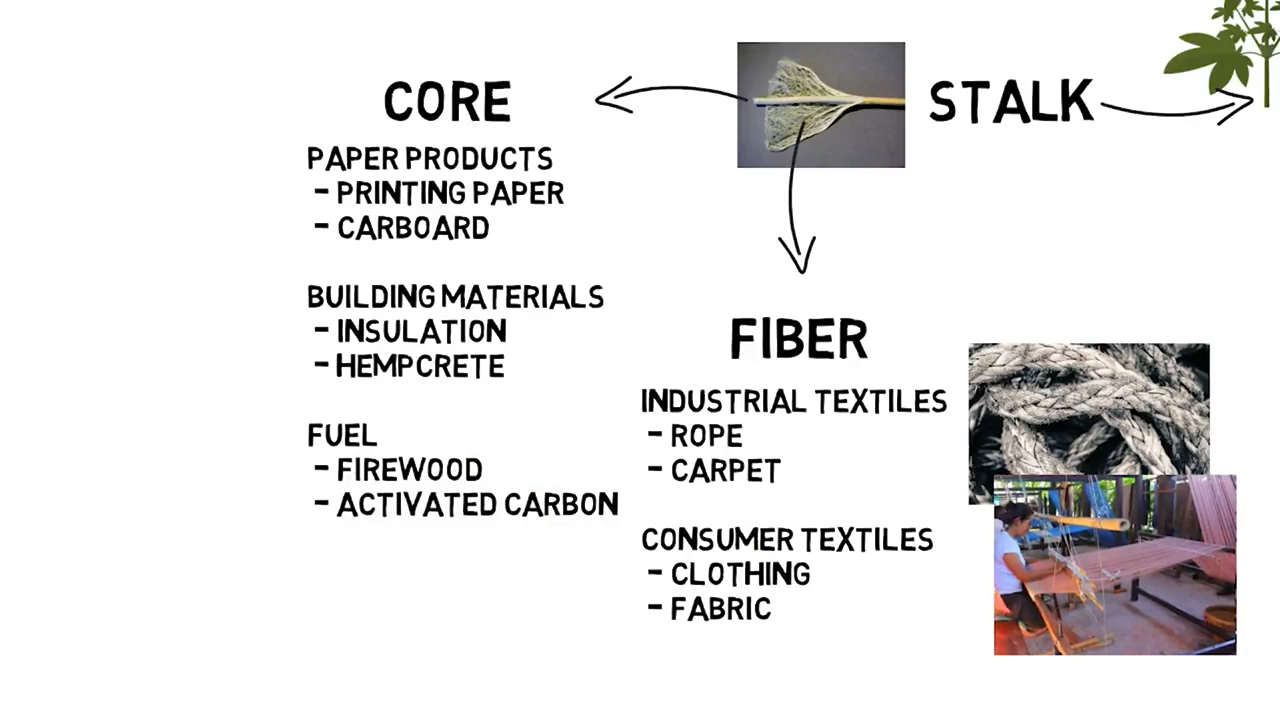 CORE
STALK
PAPER PRODUCTS
- PRINTING PAPER
- CARBOARD
BUILDING MATERIALS
- INSULATION
- HEMPCRETE
FUEL
- FIREWOOD
- ACTIVATED CARBON
FIBER
INDUSTRIAL TEXTILES
- ROPE
- CARPET
CONSUMER TEXTILES
- CLOTHING
- FABRIC